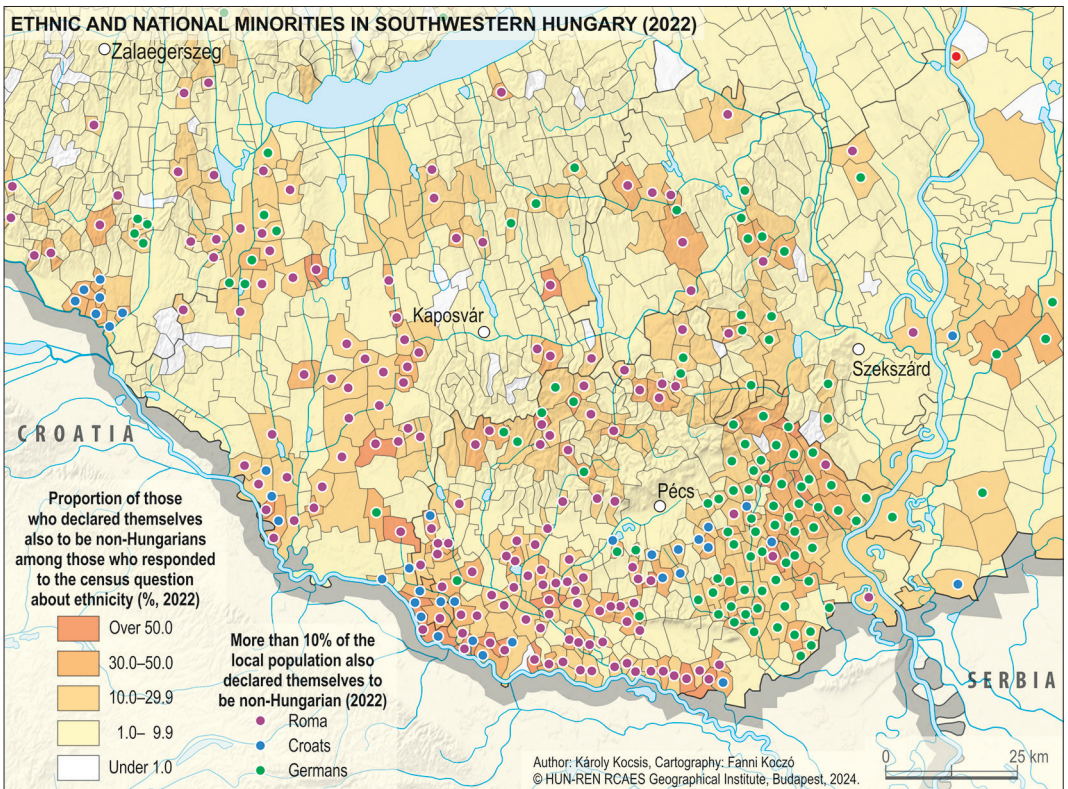 ETHNIC AND NATIONAL MINORITIES IN SOUTHWESTERN HUNGARY (2022)
Zalaegerszeg
Kaposvár
Szekszárd
CROATIA
Pécs
Proportion of those
who declared themselves
also to be non-Hungarians
among those who responded
to the census question
about ethnicity (%, 2022)
Over 50.0
30.0–50.0
10.0–29.9
1.0– 9.9
Under 1.0
More than 10% of the
local population also
declared themselves to
be non-Hungarian (2022)
Roma
Croats
Germans
SERBIA
0 25 km
Author: Károly Kocsis, Cartography: Fanni Koczó
© HUN-REN RCAES Geographical Institute, Budapest, 2024.